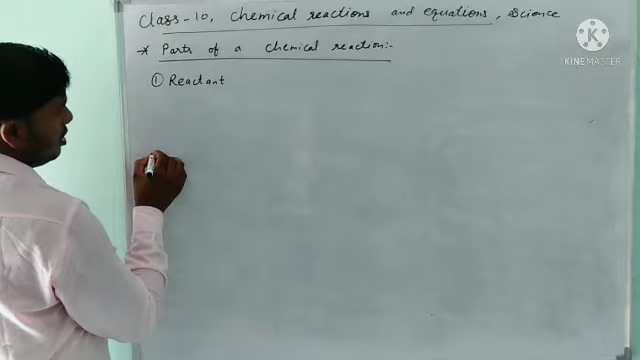 Class-10, Chemical reactions and equations, Science
* Parts of a chemical reaction:-
① Reactant
K
KINEMASTER